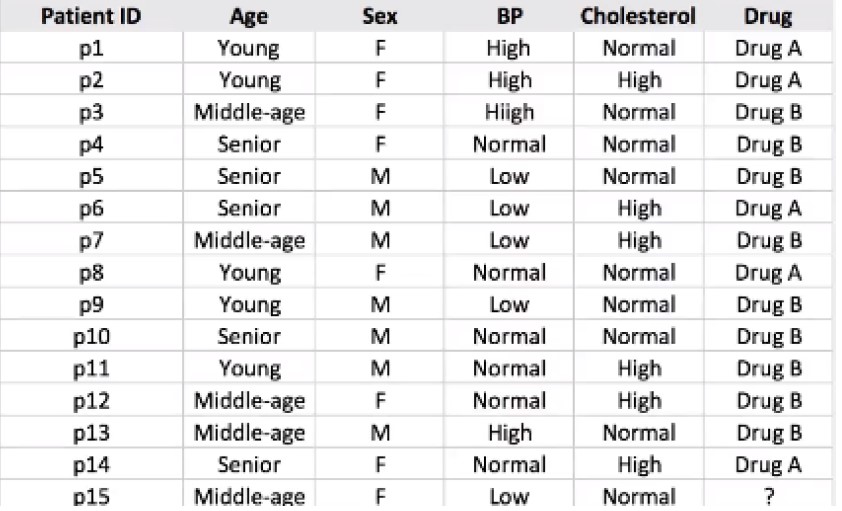 Patient ID Age Sex BP Cholesterol Drug
p1 Young F High Normal Drug A
p2 Young F High High Drug A
p3 Middle-age F Hiigh Normal Drug B
p4 Senior F Normal Normal Drug B
p5 Senior M Low Normal Drug B
p6 Senior M Low High Drug A
p7 Middle-age M Low High Drug B
p8 Young F Normal Normal Drug A
p9 Young M Low Normal Drug B
p10 Senior M Normal Normal Drug B
p11 Young M Normal High Drug B
p12 Middle-age F Normal High Drug B
p13 Middle-age M High Normal Drug B
p14 Senior F Normal High Drug A
p15 Middle-age F Low Normal ?